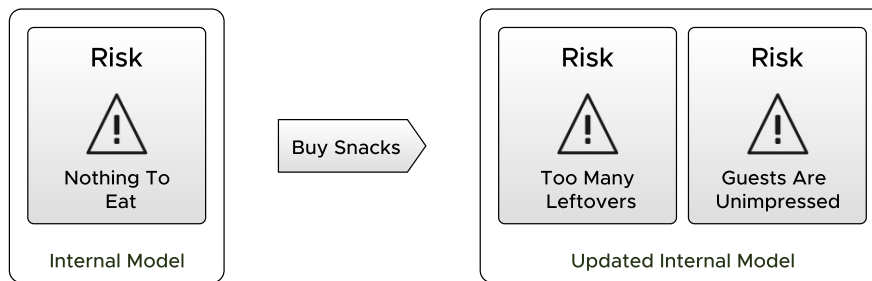 Risk
Nothing To
Eat
Internal Model
Buy Snacks
Risk
Too Many
Leftovers
Risk
Guests Are
Unimpressed
Updated Internal Model